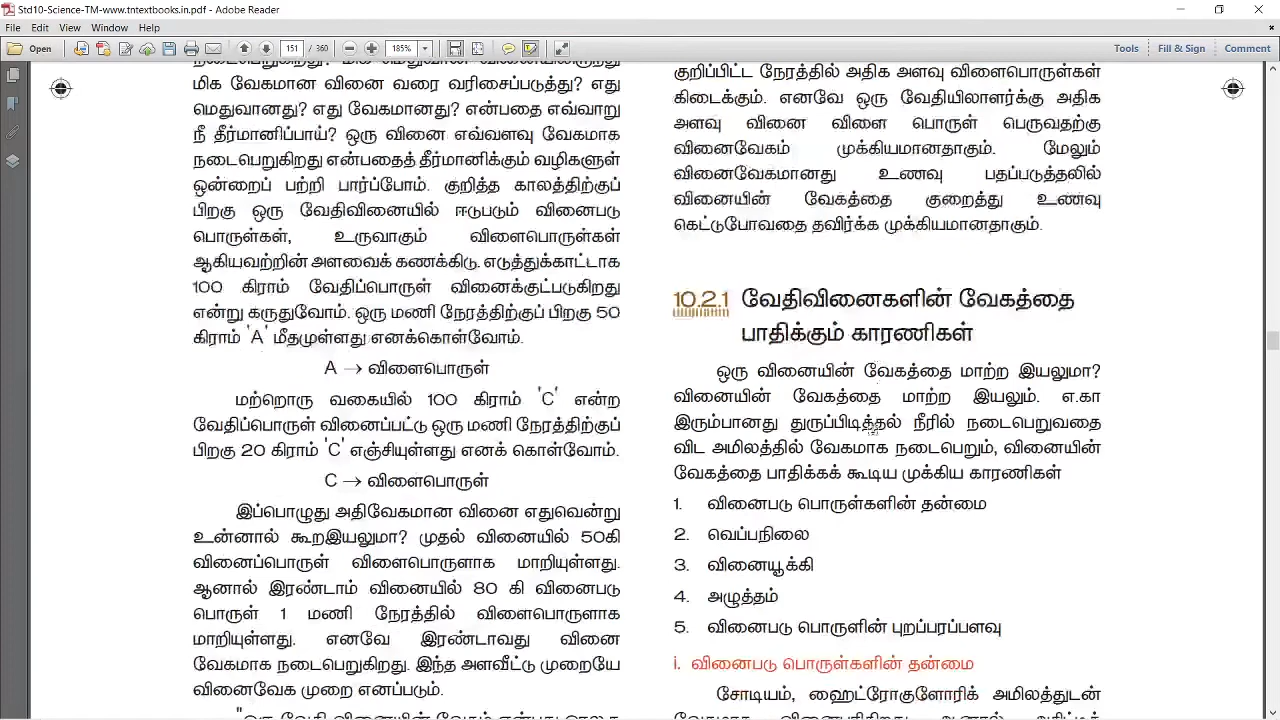 Std10-Science-TM-www.tntextbooks.in.pdf - Adobe Reader
File Edit View Window Help
Open 151 / 360 185% Tools Fill & Sign Comment
மிக வேகமான வினை வரை வரிசைப்படுத்து? எது
மெதுவானது? எது வேகமானது? என்பதை எவ்வாறு
நீ தீர்மானிப்பாய்? ஒரு வினை எவ்வளவு வேகமாக
நடைபெறுகிறது என்பதைத் தீர்மானிக்கும் வழிகளுள்
ஒன்றைப் பற்றி பார்ப்போம். குறித்த காலத்திற்குப்
பிறகு ஒரு வேதிவினையில் ஈடுபடும் வினைபடு
பொருள்கள், உருவாகும் விளைபொருள்கள்
ஆகியவற்றின் அளவைக் கணக்கிடு. எடுத்துக்காட்டாக
100 கிராம் வேதிப்பொருள் வினைக்குட்படுகிறது
என்று கருதுவோம். ஒரு மணி நேரத்திற்குப் பிறகு 50
கிராம் 'A' மீதமுள்ளது எனக்கொள்வோம்.
A → விளைபொருள்
மற்றொரு வகையில் 100 கிராம் 'C' என்ற
வேதிப்பொருள் வினைப்பட்டு ஒரு மணி நேரத்திற்குப்
பிறகு 20 கிராம் 'C' எஞ்சியுள்ளது எனக் கொள்வோம்.
C → விளைபொருள்
இப்பொழுது அதிவேகமான வினை எதுவென்று
உன்னால் கூறஇயலுமா? முதல் வினையில் 50கி
வினைப்பொருள் விளைபொருளாக மாறியுள்ளது.
ஆனால் இரண்டாம் வினையில் 80 கி வினைபடு
பொருள் 1 மணி நேரத்தில் விளைபொருளாக
மாறியுள்ளது. எனவே இரண்டாவது வினை
வேகமாக நடைபெறுகிறது. இந்த அளவீட்டு முறையே
வினைவேக முறை எனப்படும்.
குறிப்பிட்ட நேரத்தில் அதிக அளவு விளைபொருள்கள்
கிடைக்கும். எனவே ஒரு வேதியிலாளர்க்கு அதிக
அளவு வினை விளை பொருள் பெருவதற்கு
வினைவேகம் முக்கியமானதாகும். மேலும்
வினைவேகமானது உணவு பதப்படுத்தலில்
வினையின் வேகத்தை குறைத்து உணவு
கெட்டுபோவதை தவிர்க்க முக்கியமானதாகும்.
10.2.1 வேதிவினைகளின் வேகத்தை
பாதிக்கும் காரணிகள்
ஒரு வினையின் வேகத்தை மாற்ற இயலுமா?
வினையின் வேகத்தை மாற்ற இயலும். எ.கா
இரும்பானது துருப்பிடித்தல் நீரில் நடைபெறுவதை
விட அமிலத்தில் வேகமாக நடைபெறும், வினையின்
வேகத்தை பாதிக்கக் கூடிய முக்கிய காரணிகள்
1. வினைபடு பொருள்களின் தன்மை
2. வெப்பநிலை
3. வினையூக்கி
4. அழுத்தம்
5. வினைபடு பொருளின் புறப்பரப்பளவு
i. வினைபடு பொருள்களின் தன்மை
சோடியம், ஹைட்ரோகுளோரிக் அமிலத்துடன்